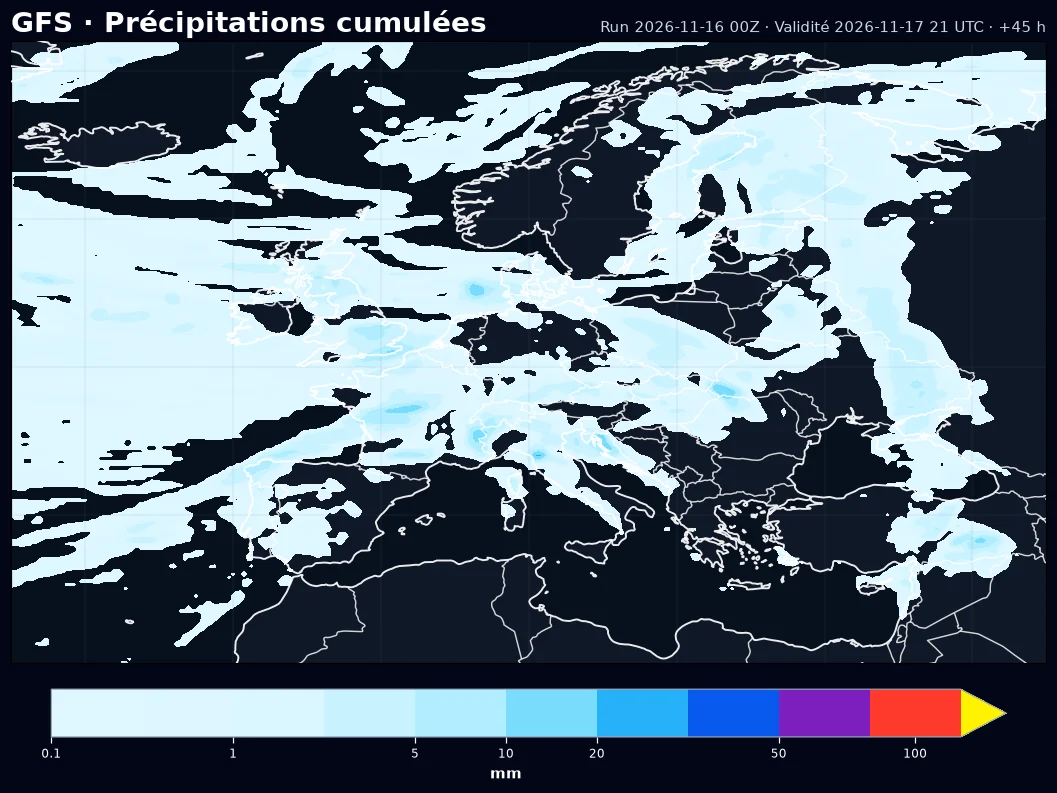 GFS · Précipitations cumulées
Run 2026-11-16 00Z · Validité 2026-11-17 21 UTC · +45 h
0.1 1 5 10 20 50 100
mm